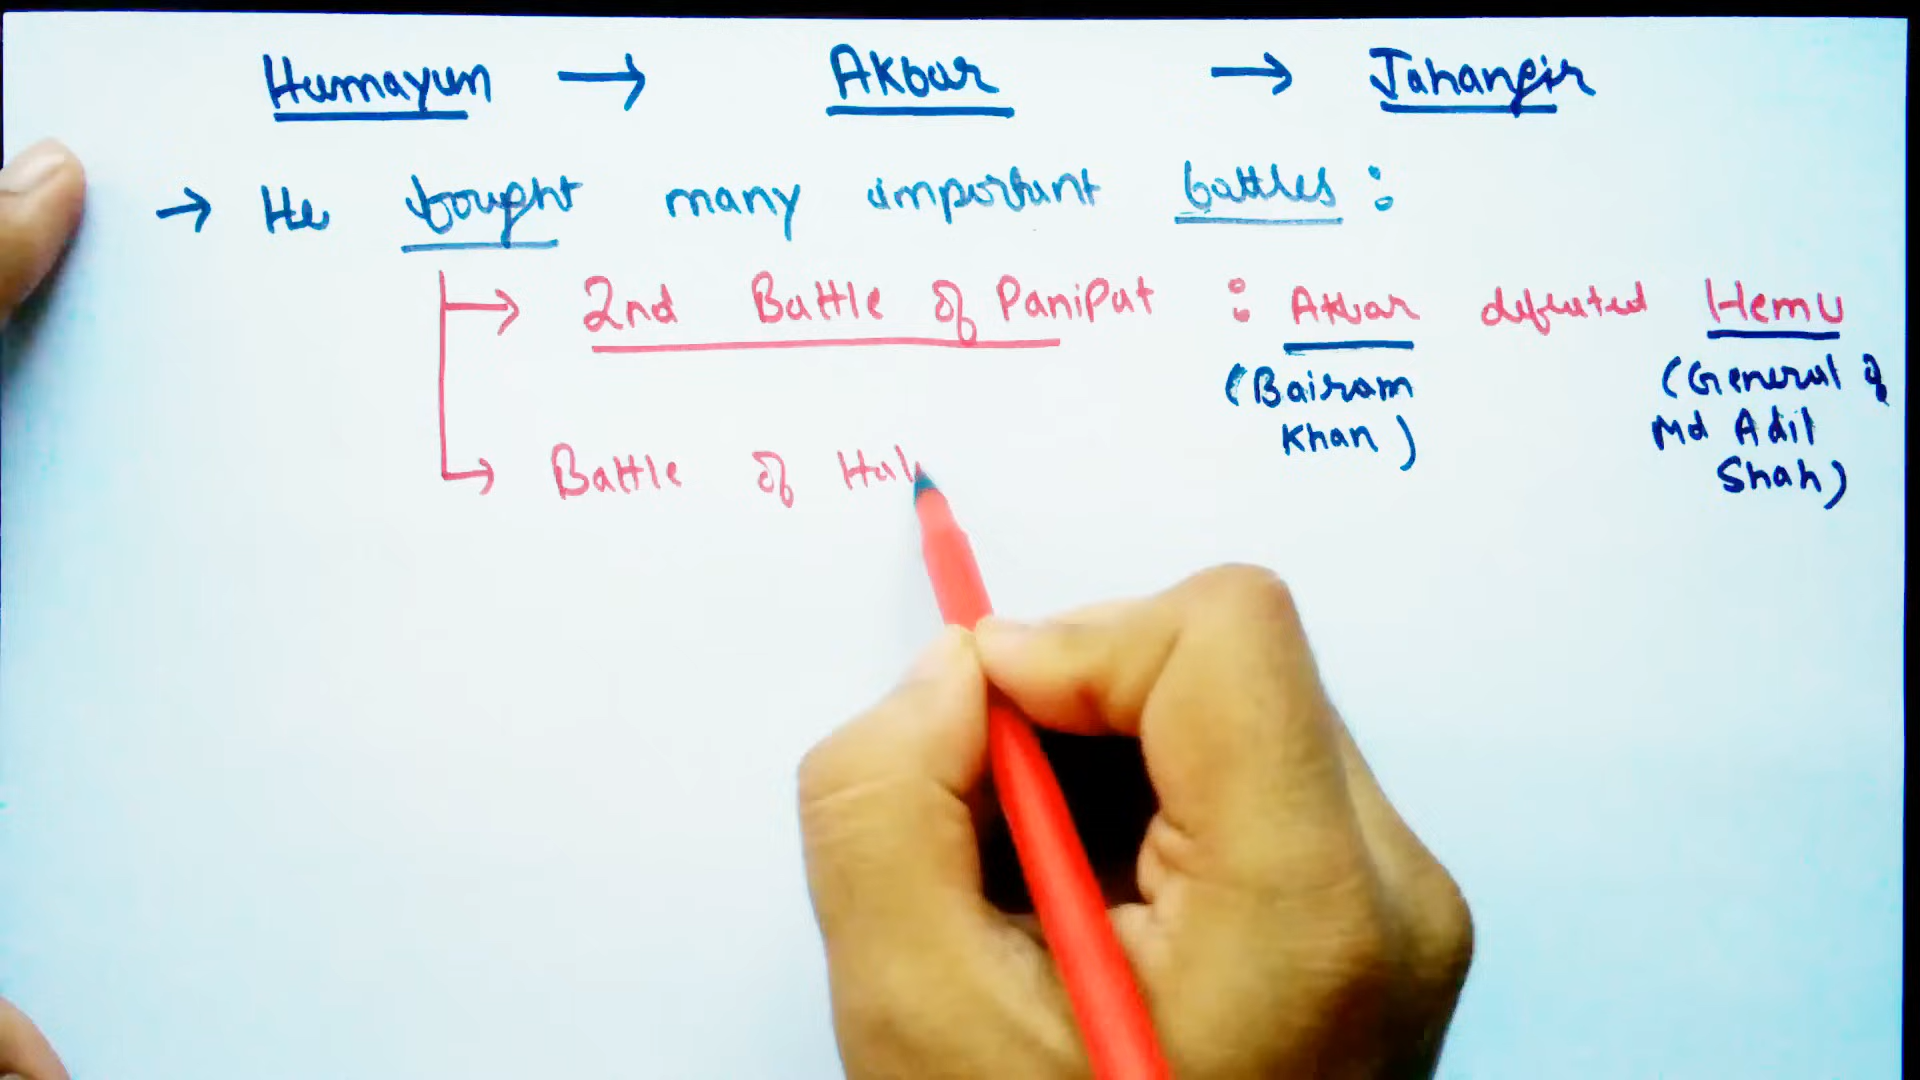 Humayun → Akbar → Jahangir
→ He fought many important battles :
→ 2nd Battle of Panipat : Akbar defeated Hemu
(Bairam Khan)
(General of Md Adil Shah)
→ Battle of Hal